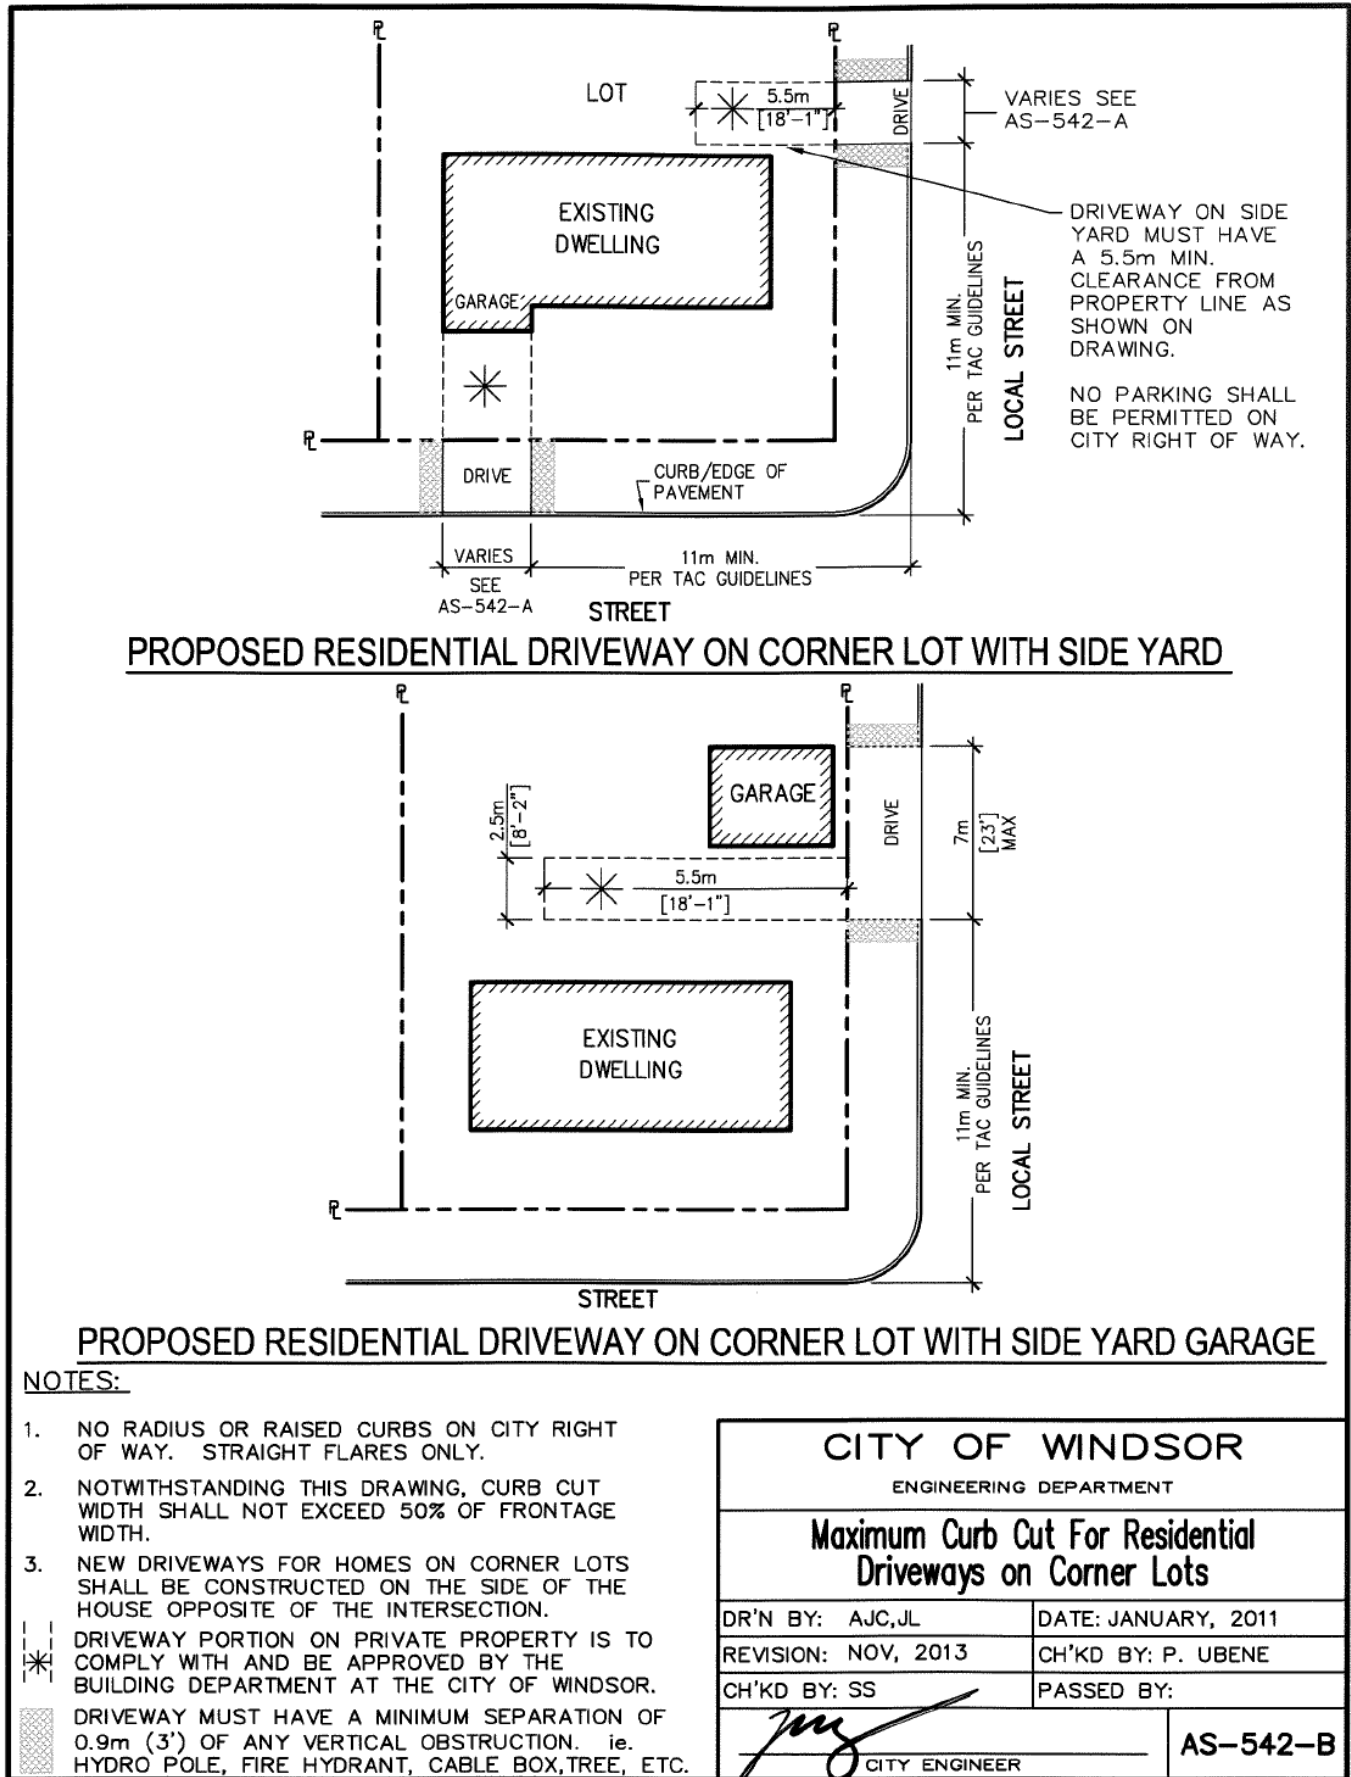 PL
PL
LOT
5.5m
[18'-1"]
DRIVE
VARIES SEE
AS-542-A
EXISTING
DWELLING
GARAGE
DRIVEWAY ON SIDE
YARD MUST HAVE
A 5.5m MIN.
CLEARANCE FROM
PROPERTY LINE AS
SHOWN ON
DRAWING.
NO PARKING SHALL
BE PERMITTED ON
CITY RIGHT OF WAY.
11m MIN.
PER TAC GUIDELINES
LOCAL STREET
PL
DRIVE
CURB/EDGE OF
PAVEMENT
VARIES
SEE
AS-542-A
11m MIN.
PER TAC GUIDELINES
STREET
PROPOSED RESIDENTIAL DRIVEWAY ON CORNER LOT WITH SIDE YARD
PL
PL
GARAGE
DRIVE
2.5m
[8'-2"]
7m
[23']
MAX
5.5m
[18'-1"]
EXISTING
DWELLING
11m MIN.
PER TAC GUIDELINES
LOCAL STREET
PL
STREET
PROPOSED RESIDENTIAL DRIVEWAY ON CORNER LOT WITH SIDE YARD GARAGE
NOTES:
1. NO RADIUS OR RAISED CURBS ON CITY RIGHT
OF WAY. STRAIGHT FLARES ONLY.
2. NOTWITHSTANDING THIS DRAWING, CURB CUT
WIDTH SHALL NOT EXCEED 50% OF FRONTAGE
WIDTH.
3. NEW DRIVEWAYS FOR HOMES ON CORNER LOTS
SHALL BE CONSTRUCTED ON THE SIDE OF THE
HOUSE OPPOSITE OF THE INTERSECTION.
DRIVEWAY PORTION ON PRIVATE PROPERTY IS TO
COMPLY WITH AND BE APPROVED BY THE
BUILDING DEPARTMENT AT THE CITY OF WINDSOR.
DRIVEWAY MUST HAVE A MINIMUM SEPARATION OF
0.9m (3') OF ANY VERTICAL OBSTRUCTION. ie.
HYDRO POLE, FIRE HYDRANT, CABLE BOX,TREE, ETC.
CITY OF WINDSOR
ENGINEERING DEPARTMENT
Maximum Curb Cut For Residential
Driveways on Corner Lots
DR'N BY: AJC,JL
DATE: JANUARY, 2011
REVISION: NOV, 2013
CH'KD BY: P. UBENE
CH'KD BY: SS
PASSED BY:
CITY ENGINEER
AS-542-B